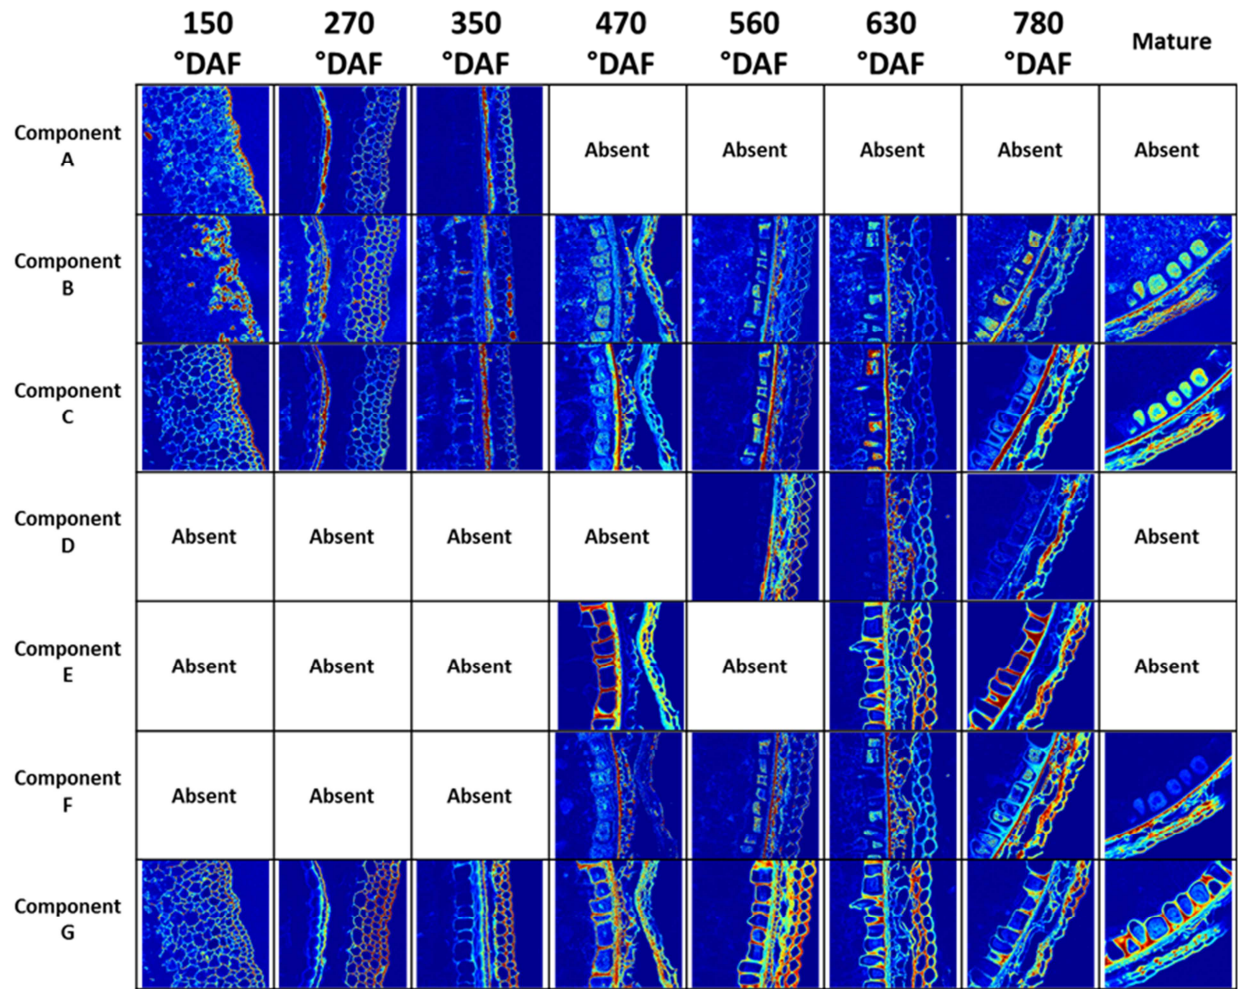 150 270 350 470 560 630 780 Mature
°DAF °DAF °DAF °DAF °DAF °DAF °DAF
Component
A
Absent Absent Absent Absent Absent
Component
B
Component
C
Component
D
Absent Absent Absent Absent Absent
Component
E
Absent Absent Absent Absent Absent
Component
F
Absent Absent Absent
Component
G